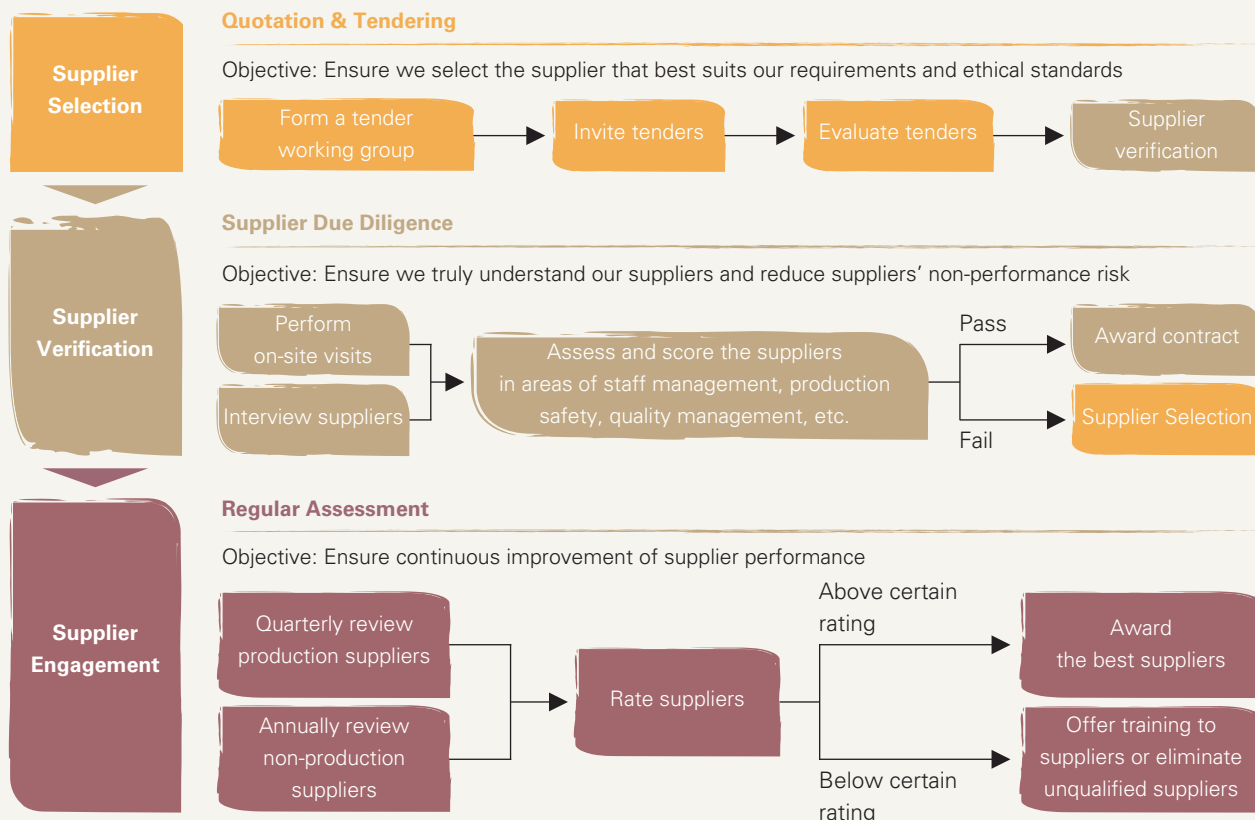 Supplier
Selection
Quotation & Tendering
Objective: Ensure we select the supplier that best suits our requirements and ethical standards
Form a tender
working group
Invite tenders
Evaluate tenders
Supplier
verification
Supplier
Verification
Supplier Due Diligence
Objective: Ensure we truly understand our suppliers and reduce suppliers’ non-performance risk
Perform
on-site visits
Interview suppliers
Assess and score the suppliers
in areas of staff management, production
safety, quality management, etc.
Pass
Award contract
Fail
Supplier Selection
Supplier
Engagement
Regular Assessment
Objective: Ensure continuous improvement of supplier performance
Quarterly review
production suppliers
Annually review
non-production
suppliers
Rate suppliers
Above certain
rating
Award
the best suppliers
Below certain
rating
Offer training to
suppliers or eliminate
unqualified suppliers